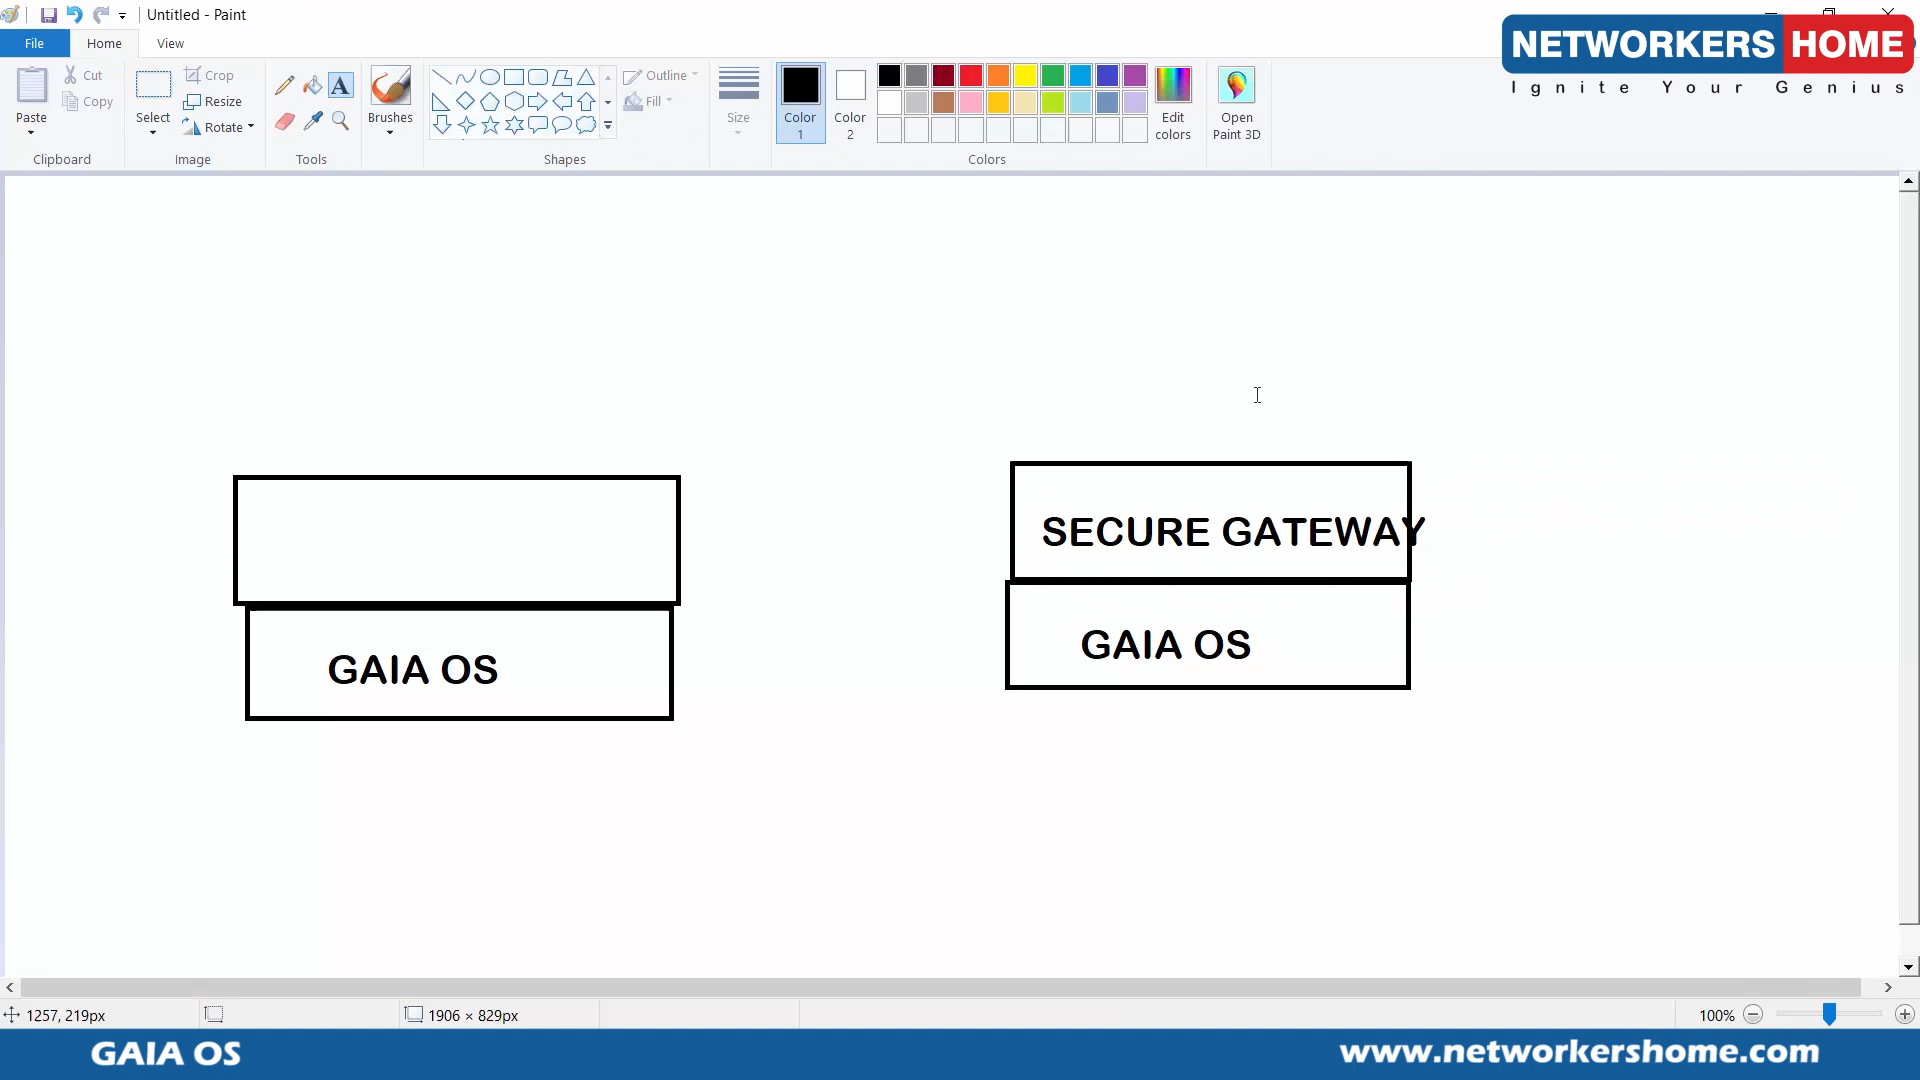 Untitled - Paint
File Home View
NETWORKERS HOME
Ignite Your Genius
Paste
Cut
Copy
Clipboard
Select
Crop
Resize
Rotate
Image
A
Tools
Brushes
Shapes
Outline
Fill
Size
Color 1
Color 2
Edit colors
Colors
Open Paint 3D
SECURE GATEWAY
GAIA OS
GAIA OS
1257, 219px
1906 × 829px
100%
GAIA OS
www.networkershome.com